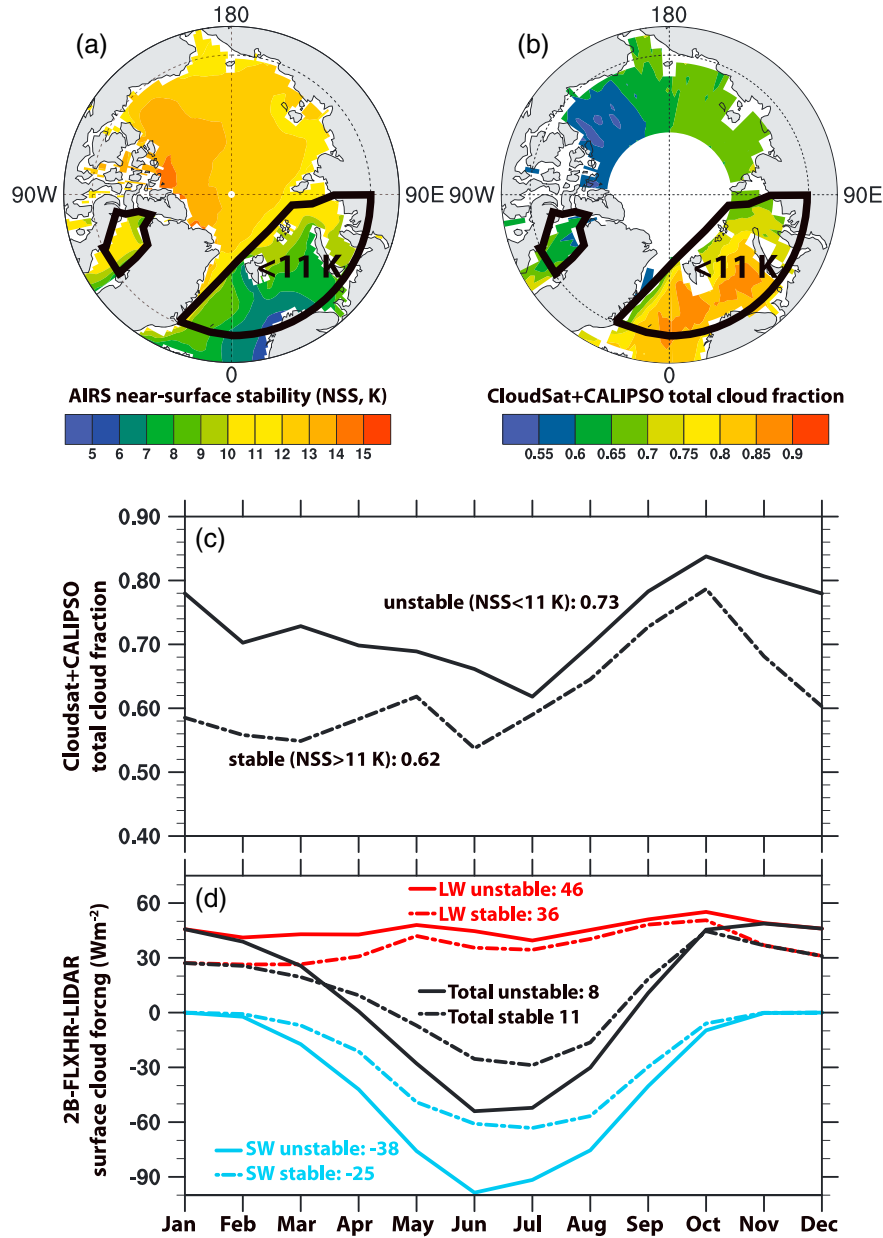 (a)
180
(b)
180
90W
90E
90W
90E
<11 K
<11 K
0
0
AIRS near-surface stability (NSS, K)
5 6 7 8 9 10 11 12 13 14 15
CloudSat+CALIPSO total cloud fraction
0.55 0.6 0.65 0.7 0.75 0.8 0.85 0.9
(c)
Cloudsat+CALIPSO
total cloud fraction
0.90
0.80
0.70
0.60
0.50
0.40
unstable (NSS<11 K): 0.73
stable (NSS>11 K): 0.62
(d)
2B-FLXHR-LIDAR
surface cloud forcng (Wm-2)
60
30
0
-30
-60
-90
LW unstable: 46
LW stable: 36
Total unstable: 8
Total stable 11
SW unstable: -38
SW stable: -25
Jan Feb Mar Apr May Jun Jul Aug Sep Oct Nov Dec